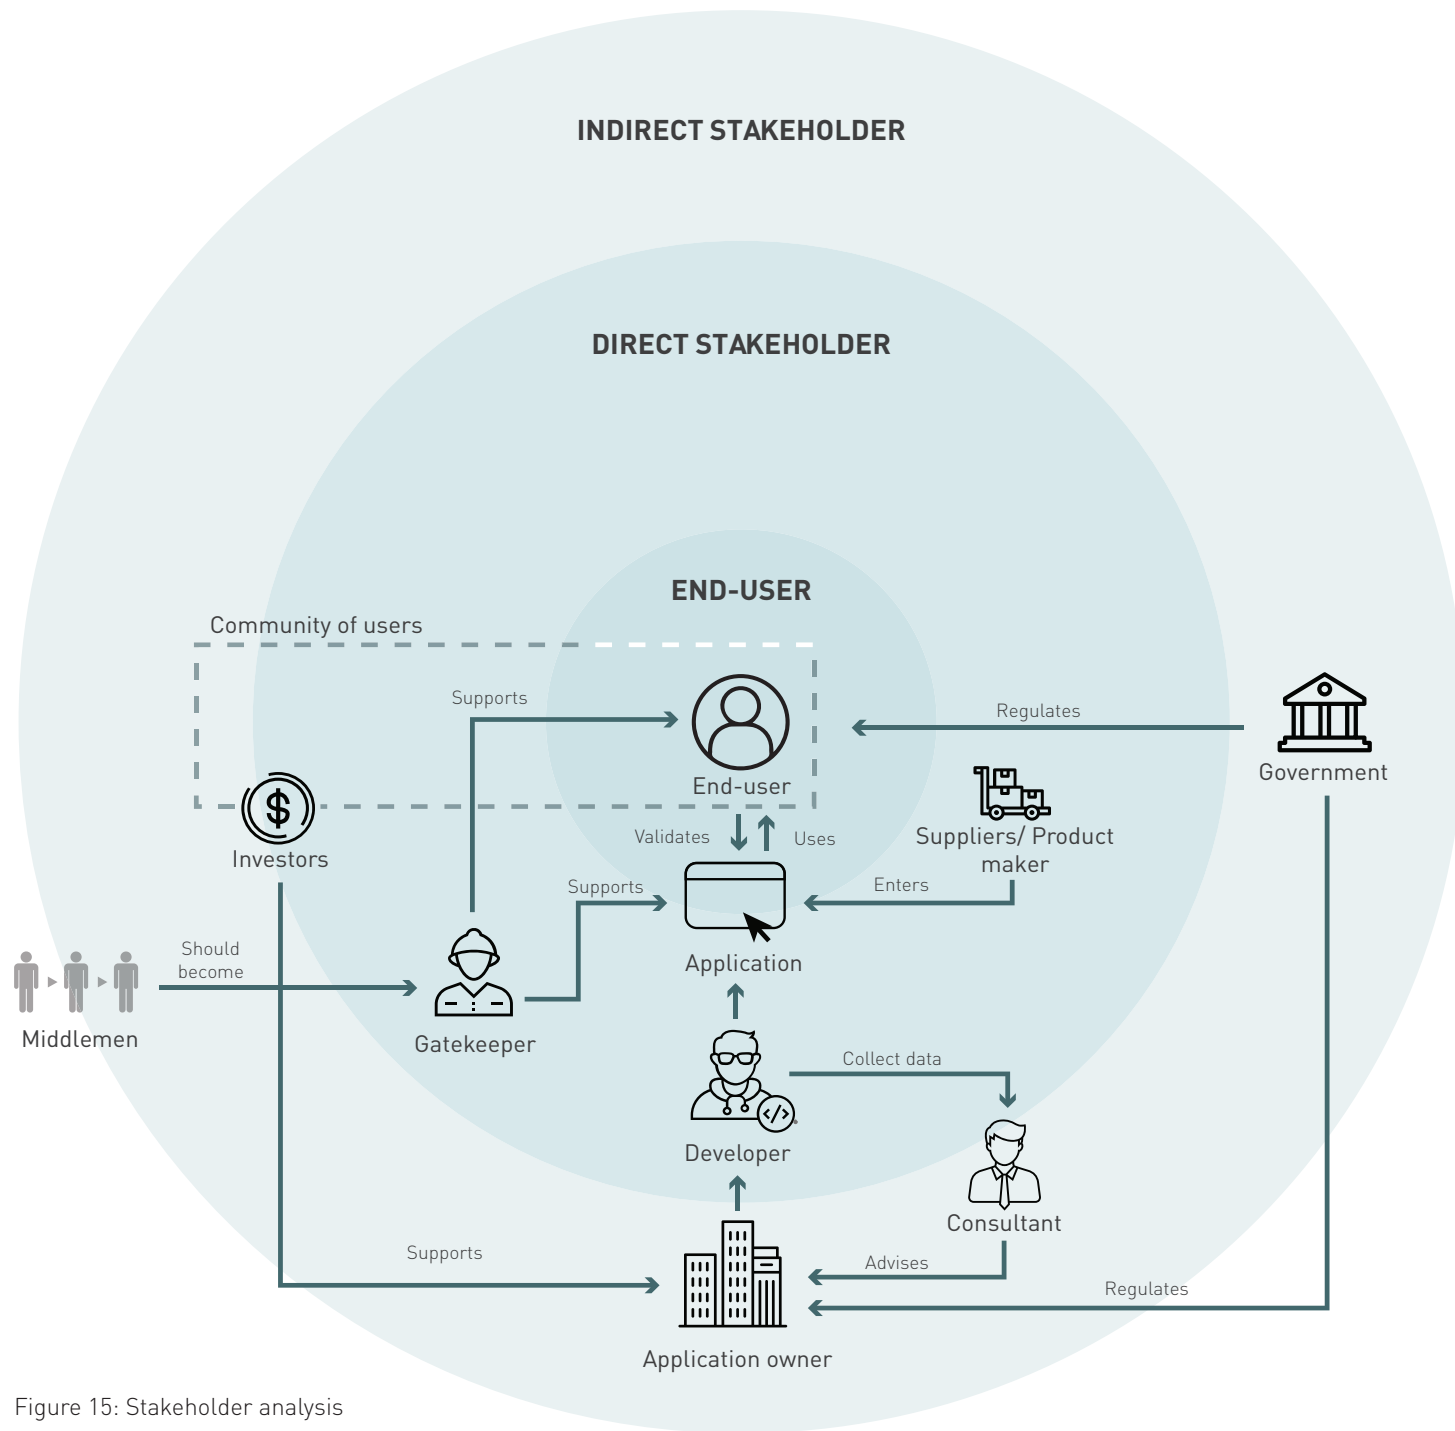 INDIRECT STAKEHOLDER
DIRECT STAKEHOLDER
END-USER
Community of users
Supports
Regulates
End-user
Government
Validates
Uses
Suppliers/ Product
maker
Investors
Supports
Enters
Should
become
Application
Middlemen
Gatekeeper
Collect data
Developer
Consultant
Supports
Advises
Regulates
Application owner
Figure 15: Stakeholder analysis